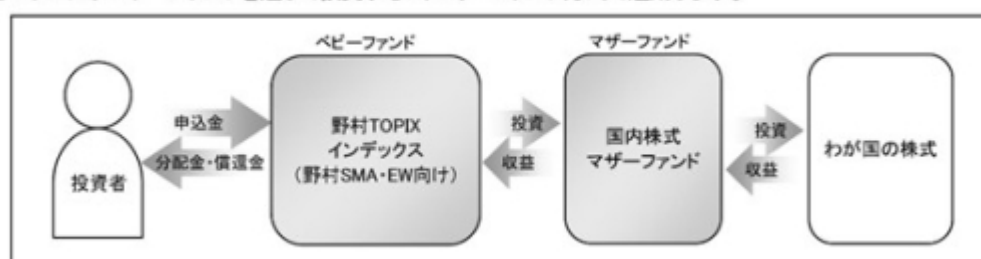 ベビーファンド
マザーファンド
申込金
分配金・償還金
投資者
野村TOPIX
インデックス
(野村SMA・EW向け)
投資
収益
国内株式
マザーファンド
投資
収益
わが国の株式